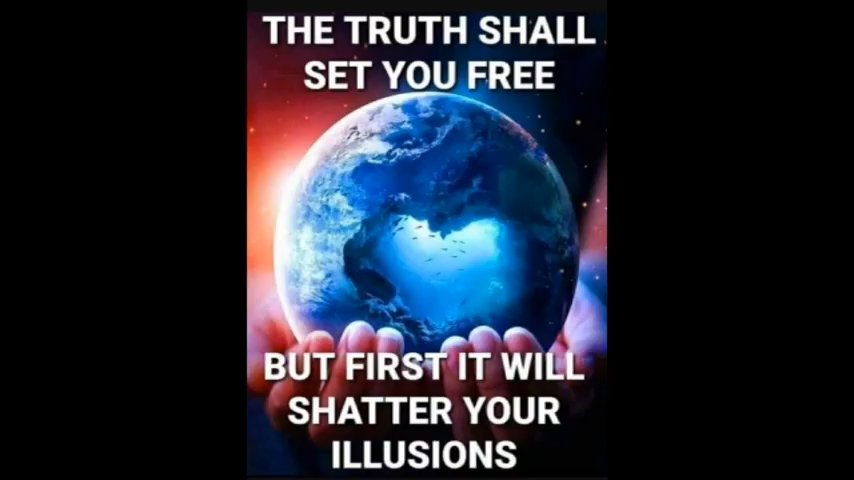 THE TRUTH SHALL
SET YOU FREE
BUT FIRST IT WILL
SHATTER YOUR
ILLUSIONS